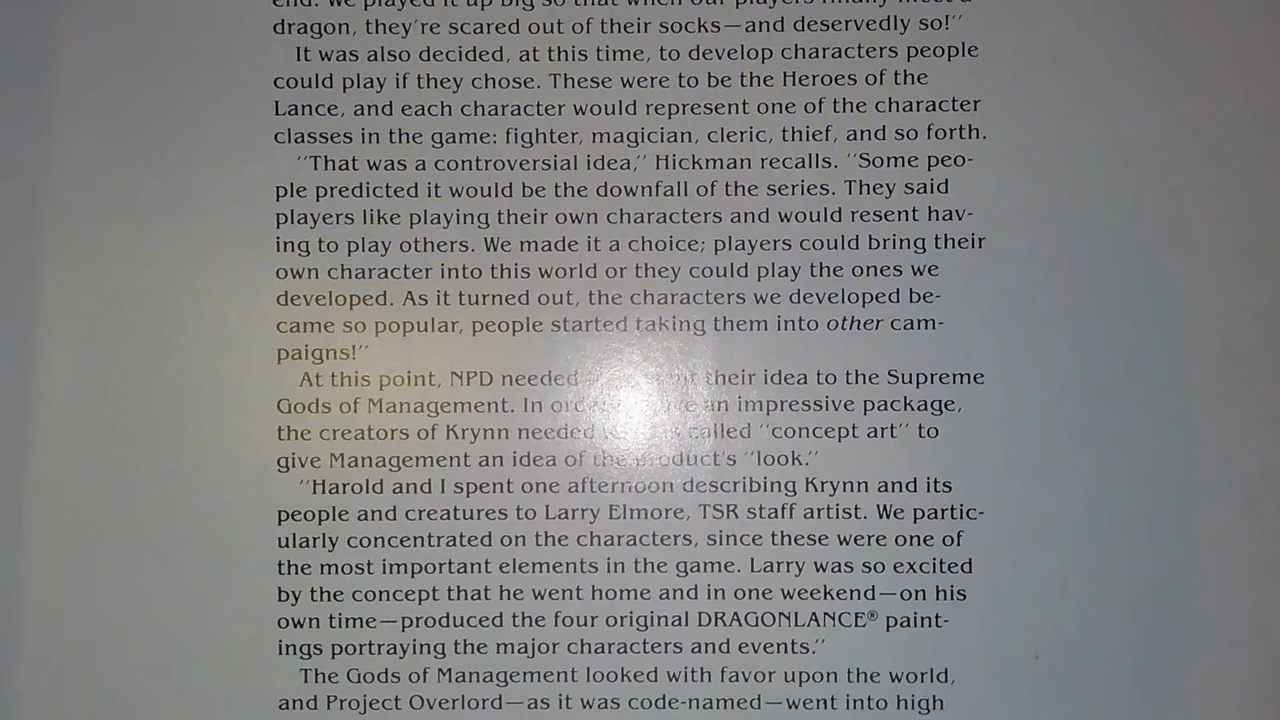 end. We played it up big so that when our players finally meet a
dragon, they're scared out of their socks—and deservedly so!"
It was also decided, at this time, to develop characters people
could play if they chose. These were to be the Heroes of the
Lance, and each character would represent one of the character
classes in the game: fighter, magician, cleric, thief, and so forth.
"That was a controversial idea," Hickman recalls. "Some peo-
ple predicted it would be the downfall of the series. They said
players like playing their own characters and would resent hav-
ing to play others. We made it a choice; players could bring their
own character into this world or they could play the ones we
developed. As it turned out, the characters we developed be-
came so popular, people started taking them into other cam-
paigns!"
At this point, NPD needed their idea to the Supreme
Gods of Management. In an impressive package,
the creators of Krynn needed called "concept art" to
give Management an idea of the product's "look."
"Harold and I spent one afternoon describing Krynn and its
people and creatures to Larry Elmore, TSR staff artist. We partic-
ularly concentrated on the characters, since these were one of
the most important elements in the game. Larry was so excited
by the concept that he went home and in one weekend—on his
own time—produced the four original DRAGONLANCE® paint-
ings portraying the major characters and events."
The Gods of Management looked with favor upon the world,
and Project Overlord—as it was code-named—went into high